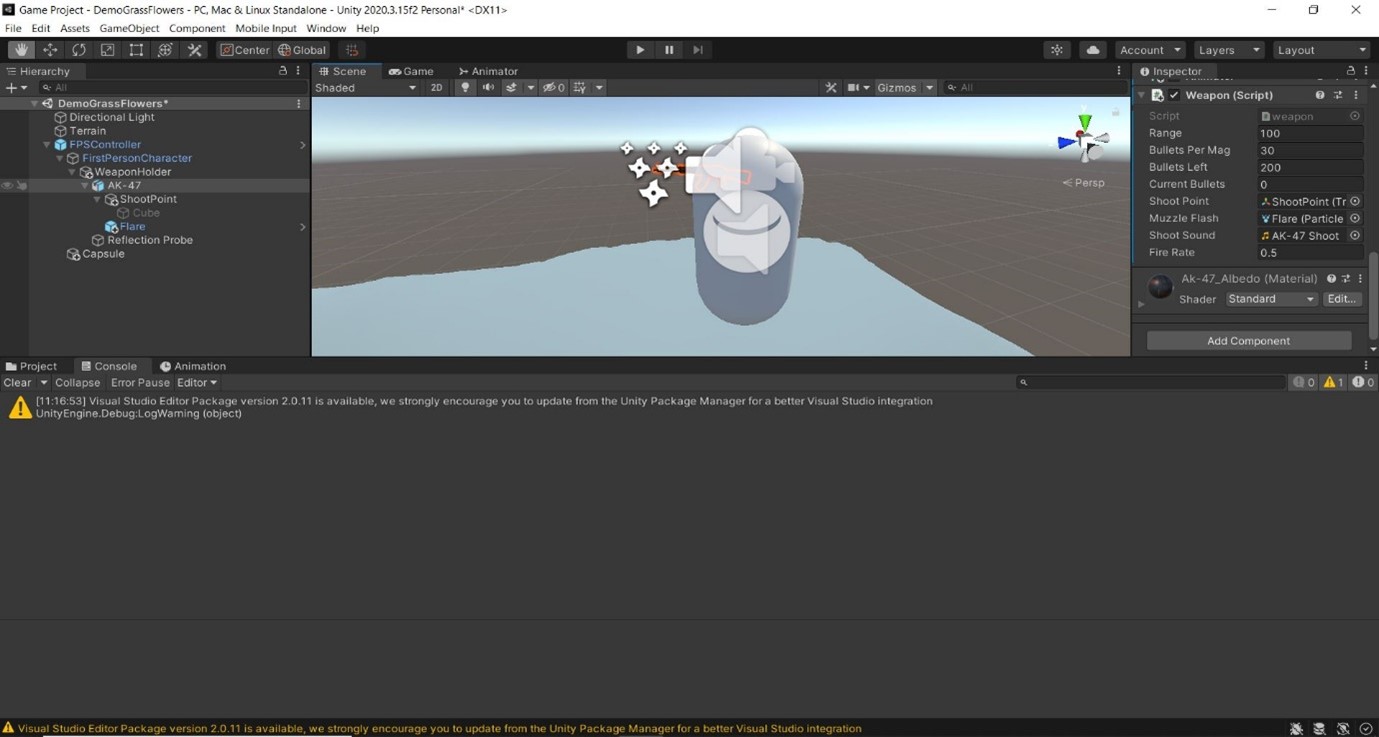 Game Project - DemoGrassFlowers - PC, Mac & Linux Standalone - Unity 2020.3.15f2 Personal* <DX11>
File Edit Assets GameObject Component Mobile Input Window Help
Center Global Account Layers Layout
Hierarchy
All
DemoGrassFlowers*
Directional Light
Terrain
FPSController
FirstPersonCharacter
WeaponHolder
AK-47
ShootPoint
Cube
Flare
Reflection Probe
Capsule
Scene Game Animator
Shaded 2D 0 Gizmos All
Y
Persp
Inspector
Weapon (Script)
Script weapon
Range 100
Bullets Per Mag 30
Bullets Left 200
Current Bullets 0
Shoot Point ShootPoint (Tr
Muzzle Flash Flare (Particle
Shoot Sound AK-47 Shoot
Fire Rate 0.5
Ak-47_Albedo (Material)
Shader Standard Edit...
Add Component
Project Console Animation
Clear Collapse Error Pause Editor 0 1 0
[11:16:53] Visual Studio Editor Package version 2.0.11 is available, we strongly encourage you to update from the Unity Package Manager for a better Visual Studio integration
UnityEngine.Debug:LogWarning (object)
Visual Studio Editor Package version 2.0.11 is available, we strongly encourage you to update from the Unity Package Manager for a better Visual Studio integration